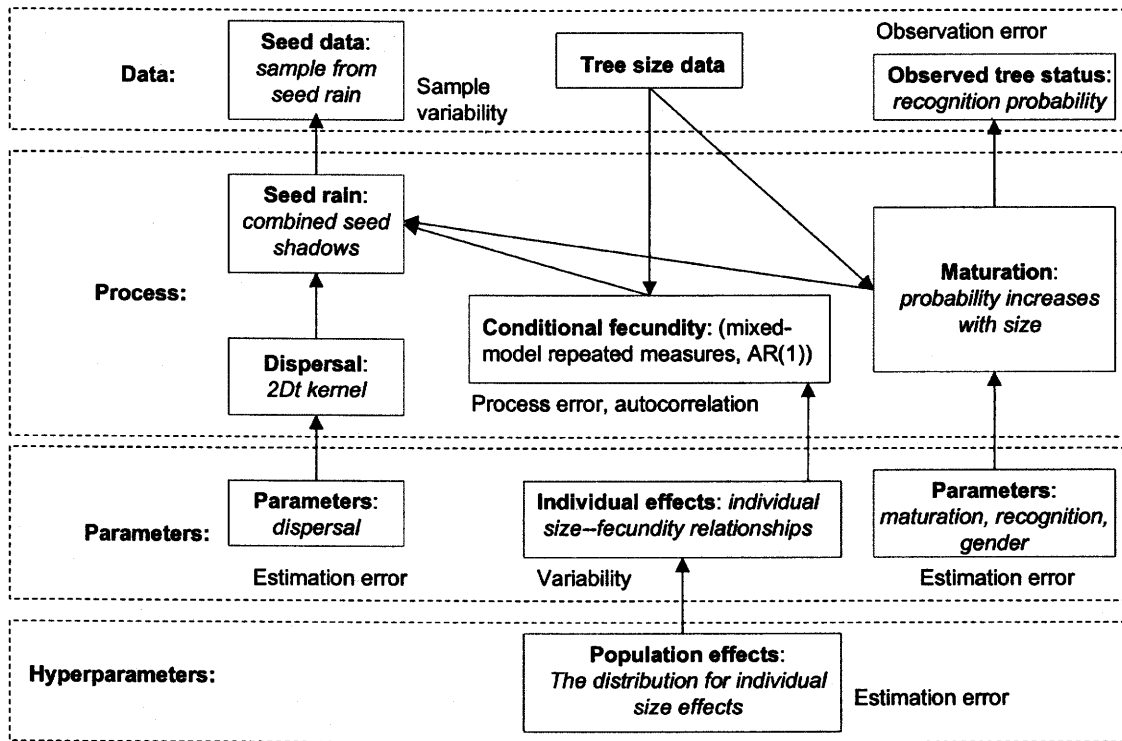 Data:
Seed data:
sample from
seed rain
Sample
variability
Tree size data
Observation error
Observed tree status:
recognition probability
Process:
Seed rain:
combined seed
shadows
Dispersal:
2Dt kernel
Conditional fecundity: (mixed-
model repeated measures, AR(1))
Process error, autocorrelation
Maturation:
probability increases
with size
Parameters:
Parameters:
dispersal
Estimation error
Individual effects: individual
size--fecundity relationships
Variability
Parameters:
maturation, recognition,
gender
Estimation error
Hyperparameters:
Population effects:
The distribution for individual
size effects
Estimation error